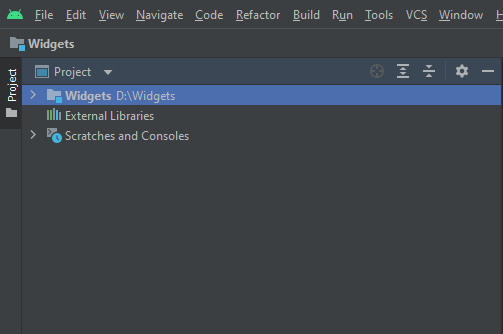 File Edit View Navigate Code Refactor Build Run Tools VCS Window
Widgets
Project
Project
Widgets D:\Widgets
External Libraries
Scratches and Consoles